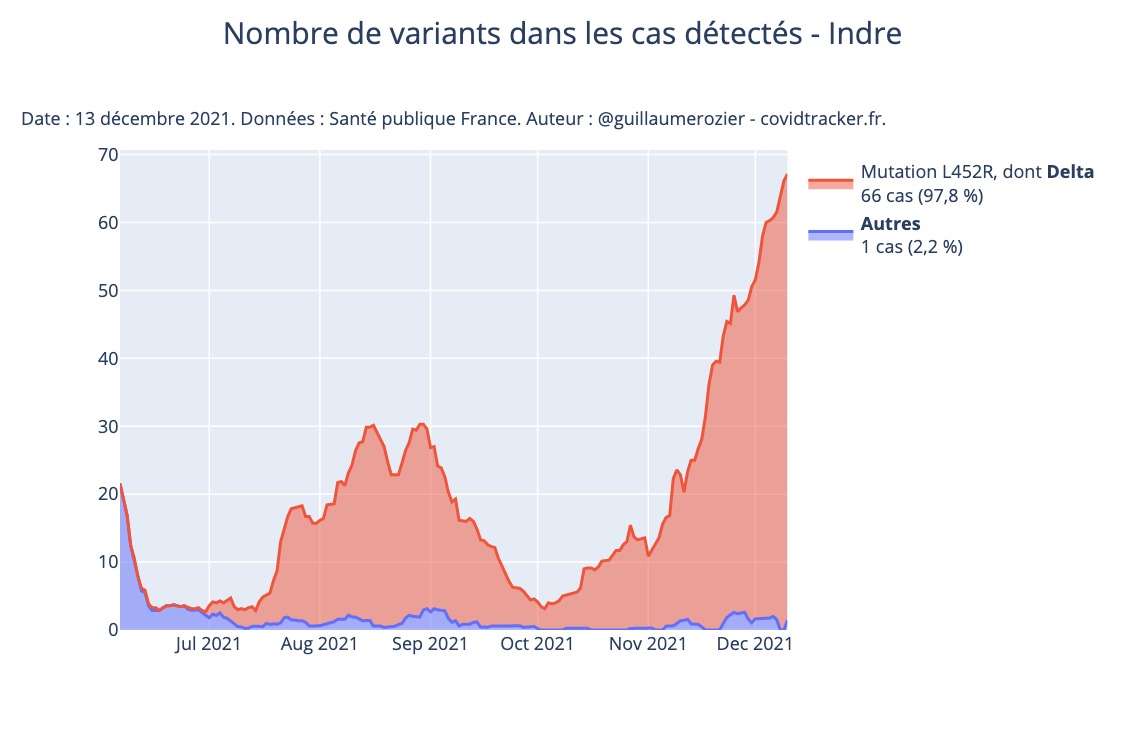 Nombre de variants dans les cas détectés - Indre
Date : 13 décembre 2021. Données : Santé publique France. Auteur : @guillaumerozier - covidtracker.fr.
70
60
50
40
30
20
10
0
Jul 2021 Aug 2021 Sep 2021 Oct 2021 Nov 2021 Dec 2021
Mutation L452R, dont Delta
66 cas (97,8 %)
Autres
1 cas (2,2 %)